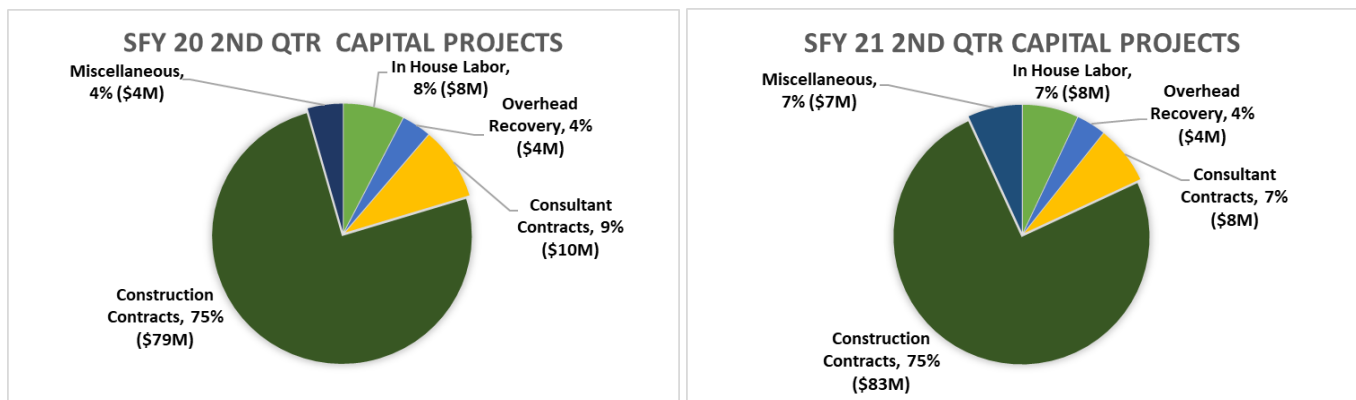 SFY 20 2ND QTR CAPITAL PROJECTS
Miscellaneous,
4% ($4M)
In House Labor,
8% ($8M)
Overhead
Recovery, 4%
($4M)
Consultant
Contracts, 9%
($10M)
Construction
Contracts, 75%
($79M)
SFY 21 2ND QTR CAPITAL PROJECTS
Miscellaneous,
7% ($7M)
In House Labor,
7% ($8M)
Overhead
Recovery, 4%
($4M)
Consultant
Contracts, 7%
($8M)
Construction
Contracts, 75%
($83M)